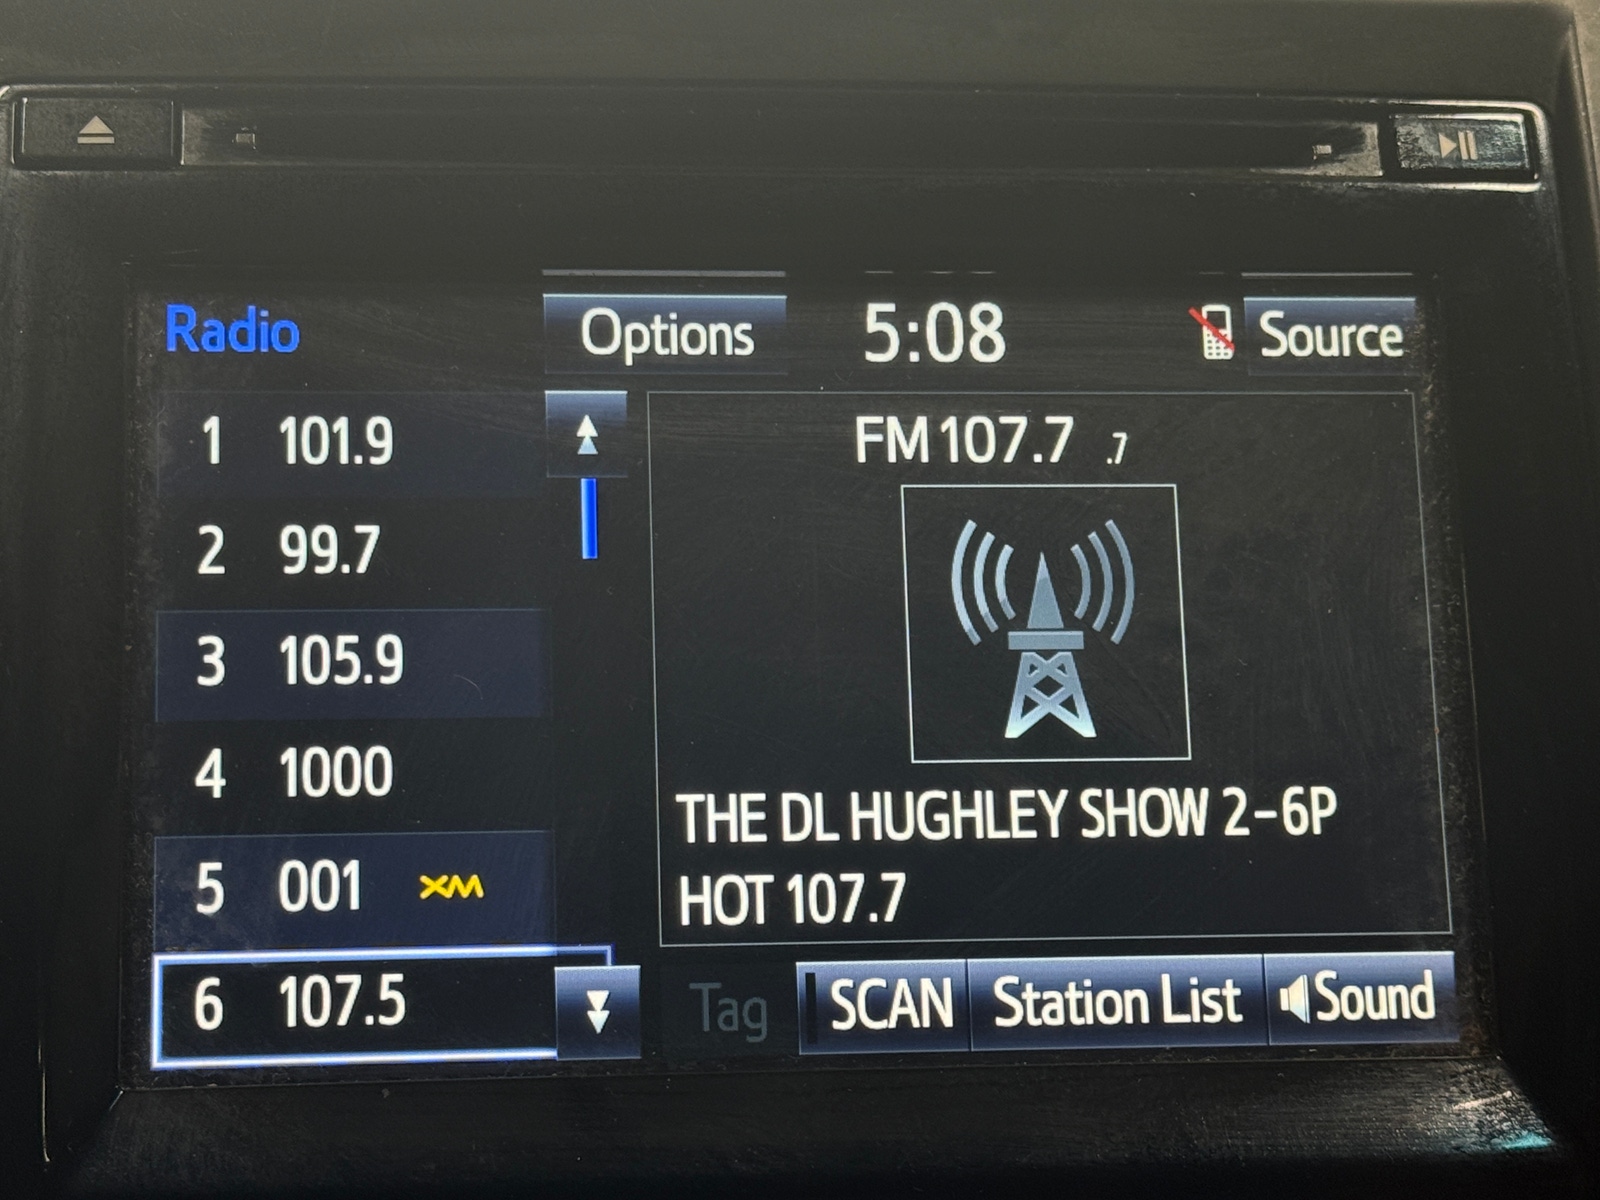 Radio
Options
5:08
Source
1 101.9
2 99.7
3 105.9
4 1000
5 001 XM
6 107.5
FM 107.7 .7
THE DL HUGHLEY SHOW 2-6P
HOT 107.7
Tag
SCAN
Station List
Sound